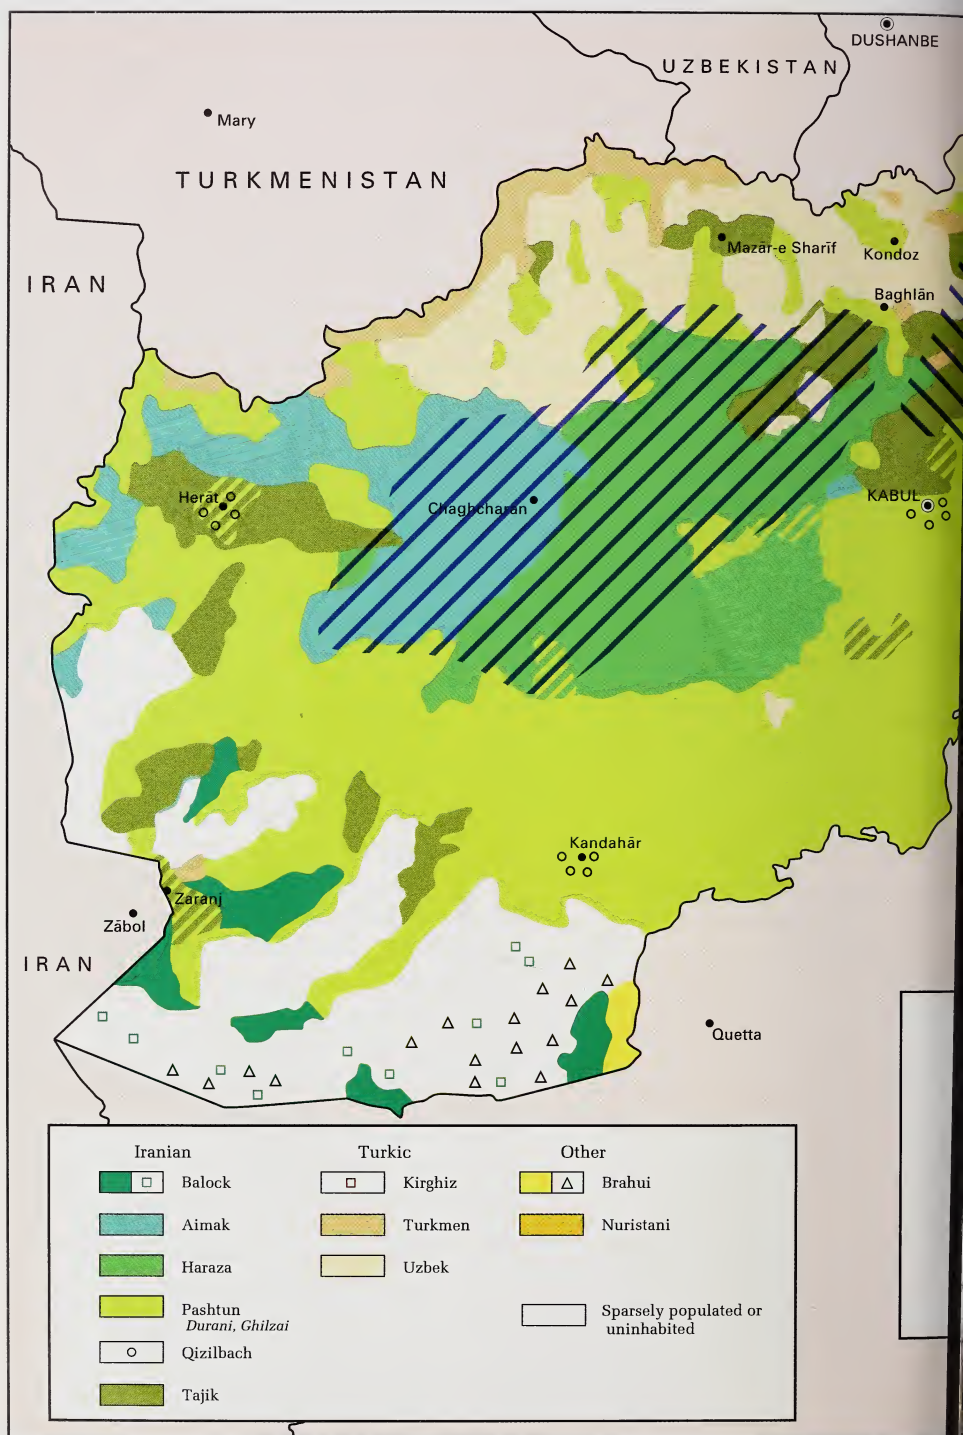 DUSHANBE
UZBEKISTAN
Mary
TURKMENISTAN
IRAN
Mazār-e Sharīf
Kondoz
Baghlān
Herāt
Chaghcharān
KABUL
Kandahār
Zaranj
Zābol
IRAN
Quetta
Iranian
Balock
Aimak
Haraza
Pashtun
Durani, Ghilzai
Qizilbach
Tajik
Turkic
Kirghiz
Turkmen
Uzbek
Other
Brahui
Nuristani
Sparsely populated or
uninhabited